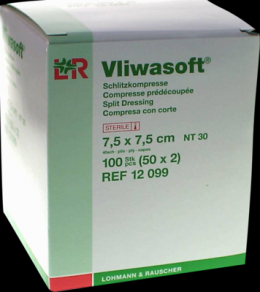 L&R Vliwasoft®
Schlitzkompresse
Compresse prédécoupée
Split Dressing
Compresa con corte
STERILE
7,5 x 7,5 cm NT 30
100 Stk pcs (50 x 2)
REF 12 099
LOHMANN & RAUSCHER